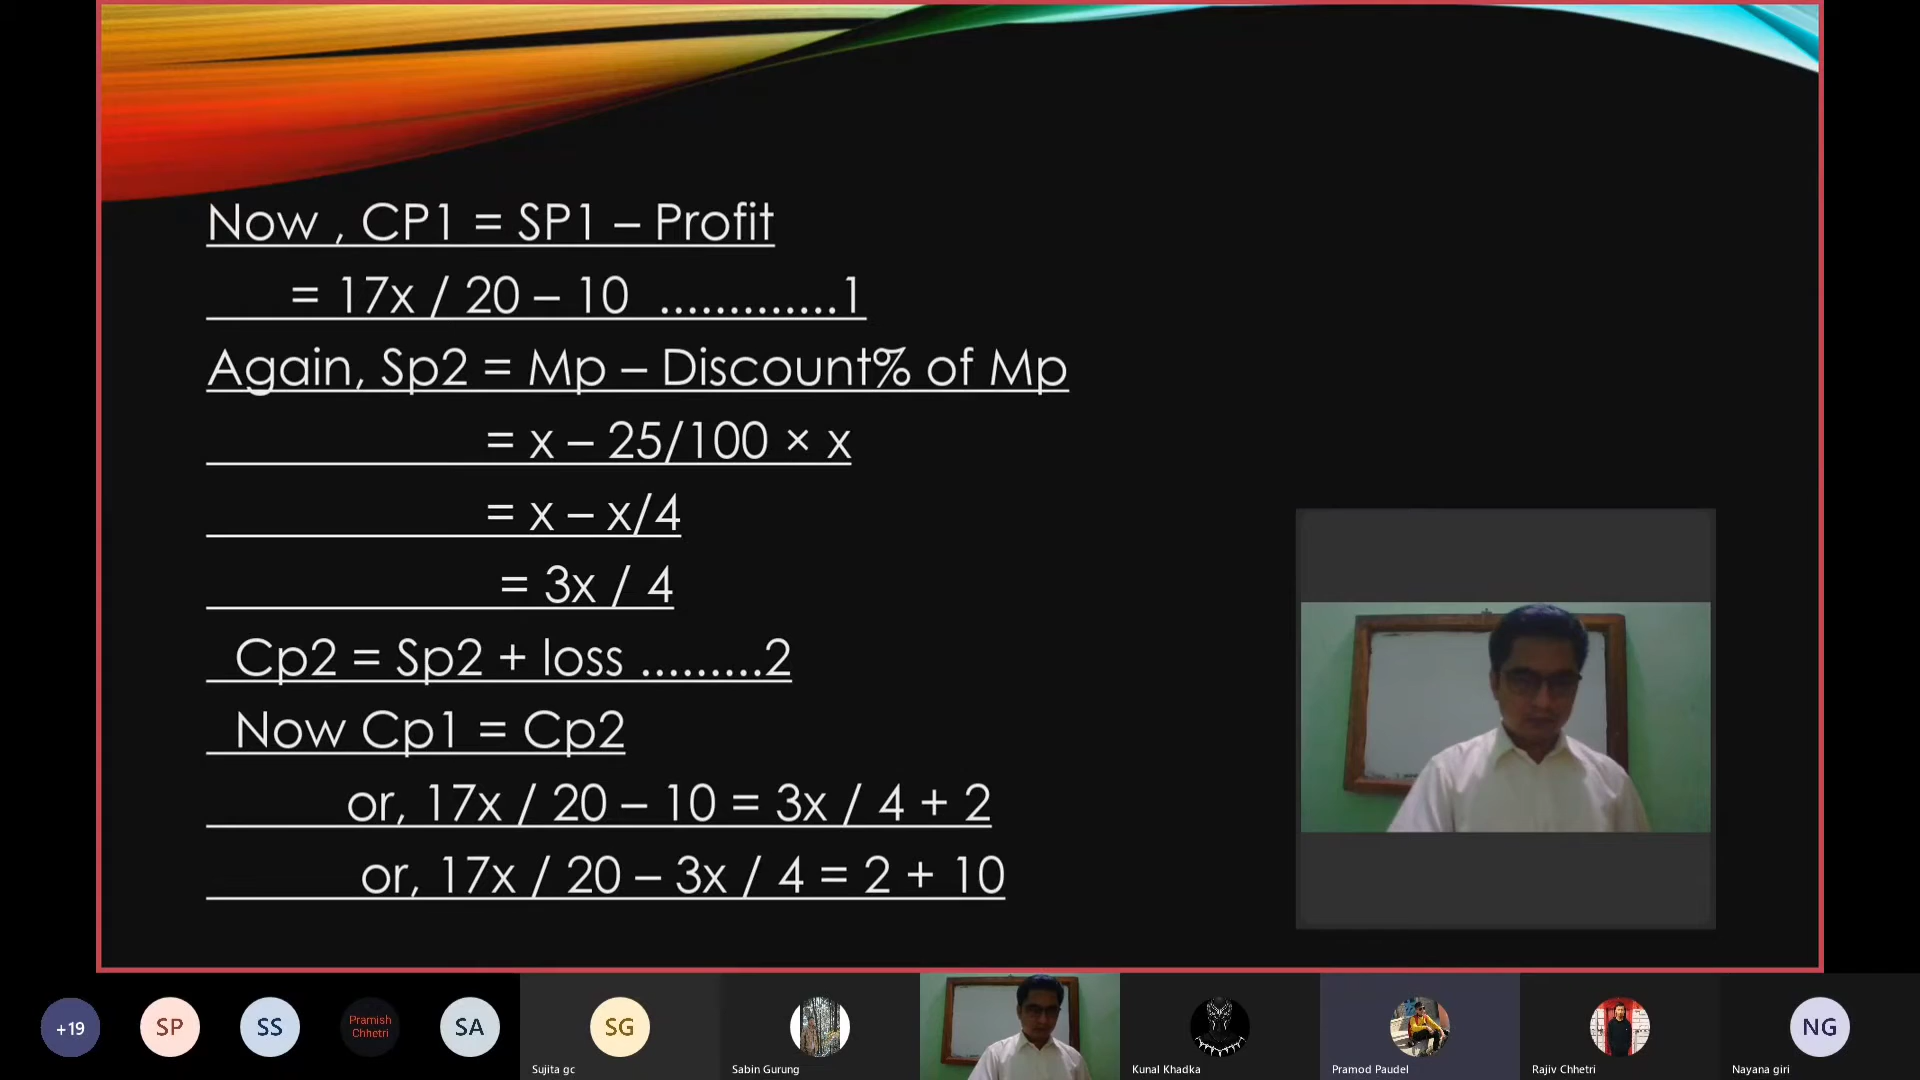 Now , CP1 = SP1 – Profit
= 17x / 20 – 10 .............1
Again, Sp2 = Mp – Discount% of Mp
= x – 25/100 × x
= x – x/4
= 3x / 4
Cp2 = Sp2 + loss .........2
Now Cp1 = Cp2
or, 17x / 20 – 10 = 3x / 4 + 2
or, 17x / 20 – 3x / 4 = 2 + 10
+19
SP
SS
Pramish
Chhetri
SA
SG
NG
Sujita gc
Sabin Gurung
Kunal Khadka
Pramod Paudel
Rajiv Chhetri
Nayana giri